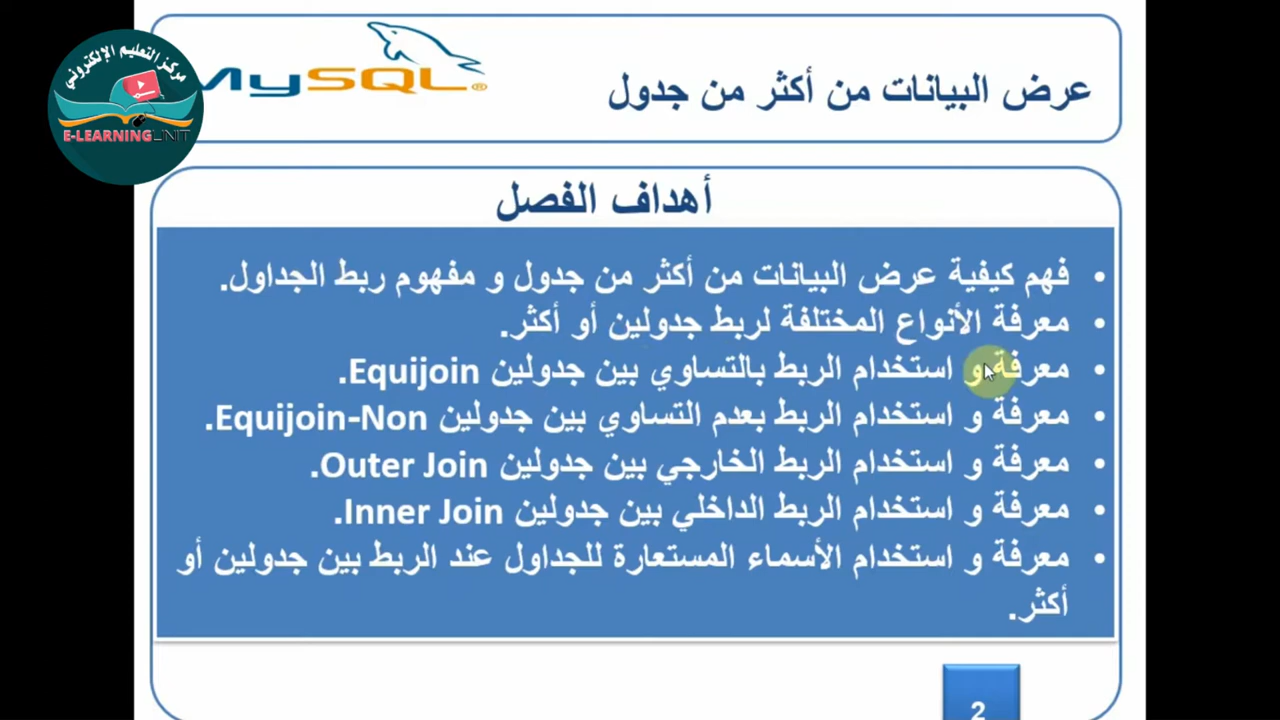 مركز التعليم الإلكتروني
E-LEARNING UNIT
MySQL®
عرض البيانات من أكثر من جدول
أهداف الفصل
• فهم كيفية عرض البيانات من أكثر من جدول و مفهوم ربط الجداول.
• معرفة الأنواع المختلفة لربط جدولين أو أكثر.
• معرفة و استخدام الربط بالتساوي بين جدولين Equijoin.
• معرفة و استخدام الربط بعدم التساوي بين جدولين Equijoin-Non.
• معرفة و استخدام الربط الخارجي بين جدولين Outer Join.
• معرفة و استخدام الربط الداخلي بين جدولين Inner Join.
• معرفة و استخدام الأسماء المستعارة للجداول عند الربط بين جدولين أو
أكثر.
2